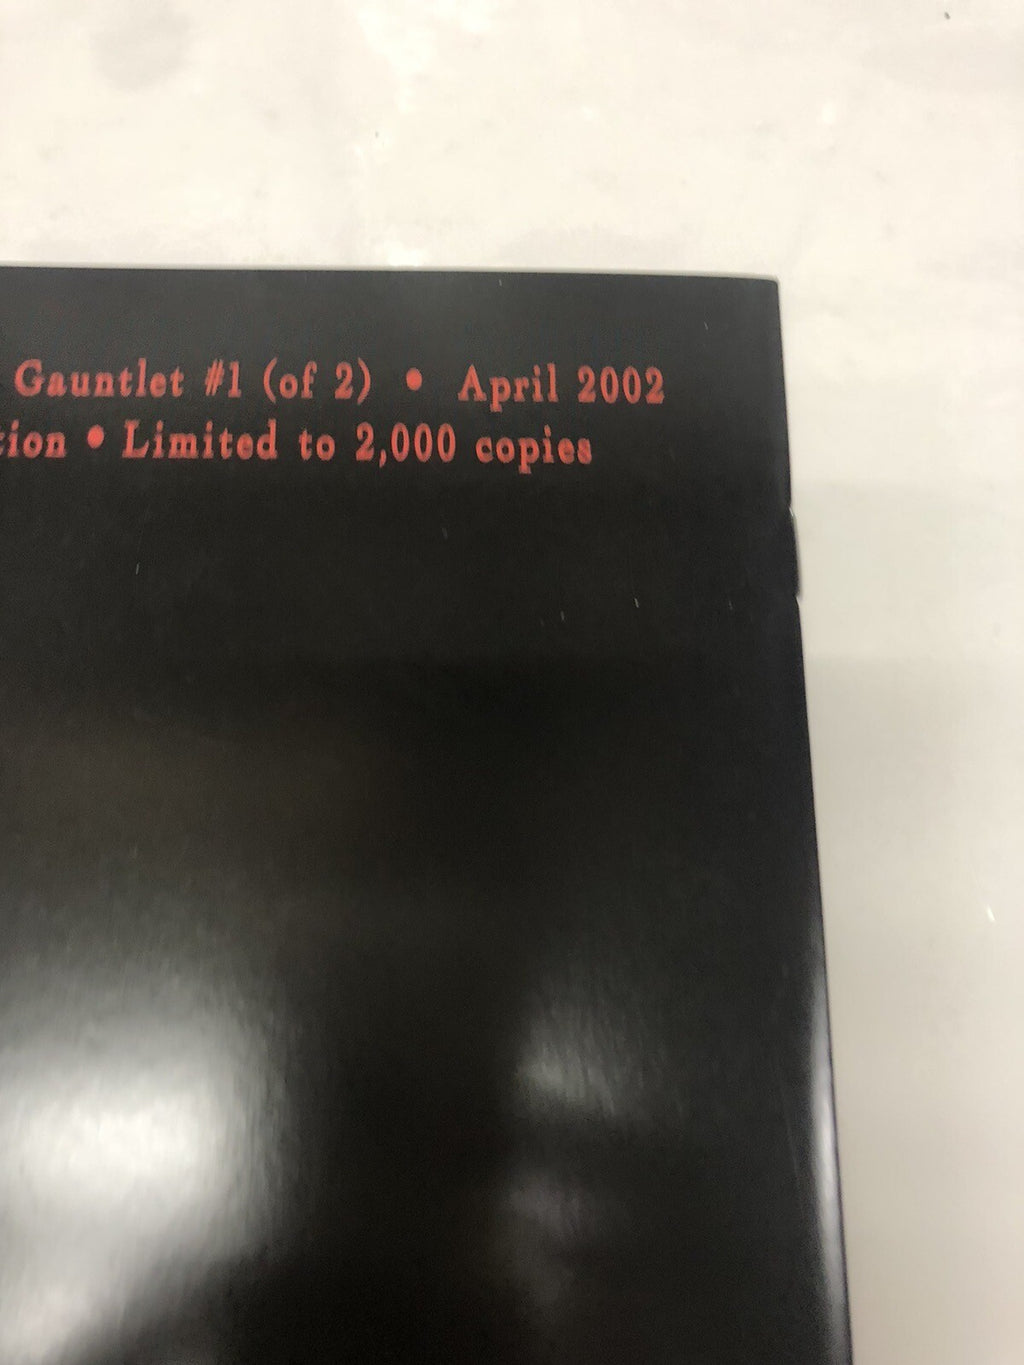 Gauntlet #1 (of 2) • April 2002
tion • Limited to 2,000 copies